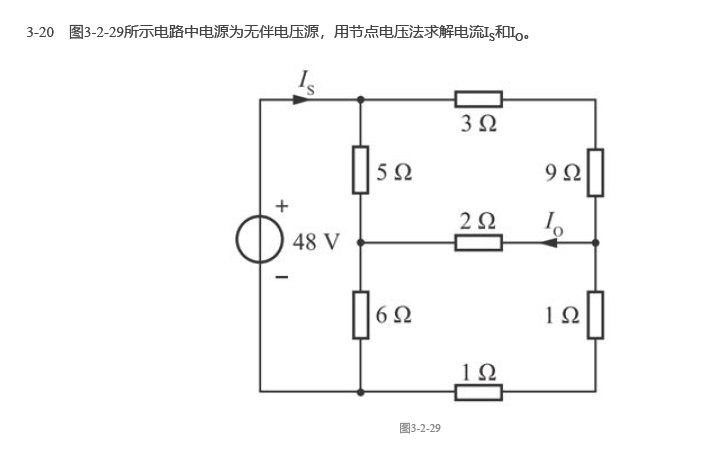 3-20 图3-2-29所示电路中电源为无伴电压源，用节点电压法求解电流IS和IO。
IS
3 Ω
5 Ω
9 Ω
+
2 Ω
IO
48 V
−
6 Ω
1 Ω
1 Ω
图3-2-29